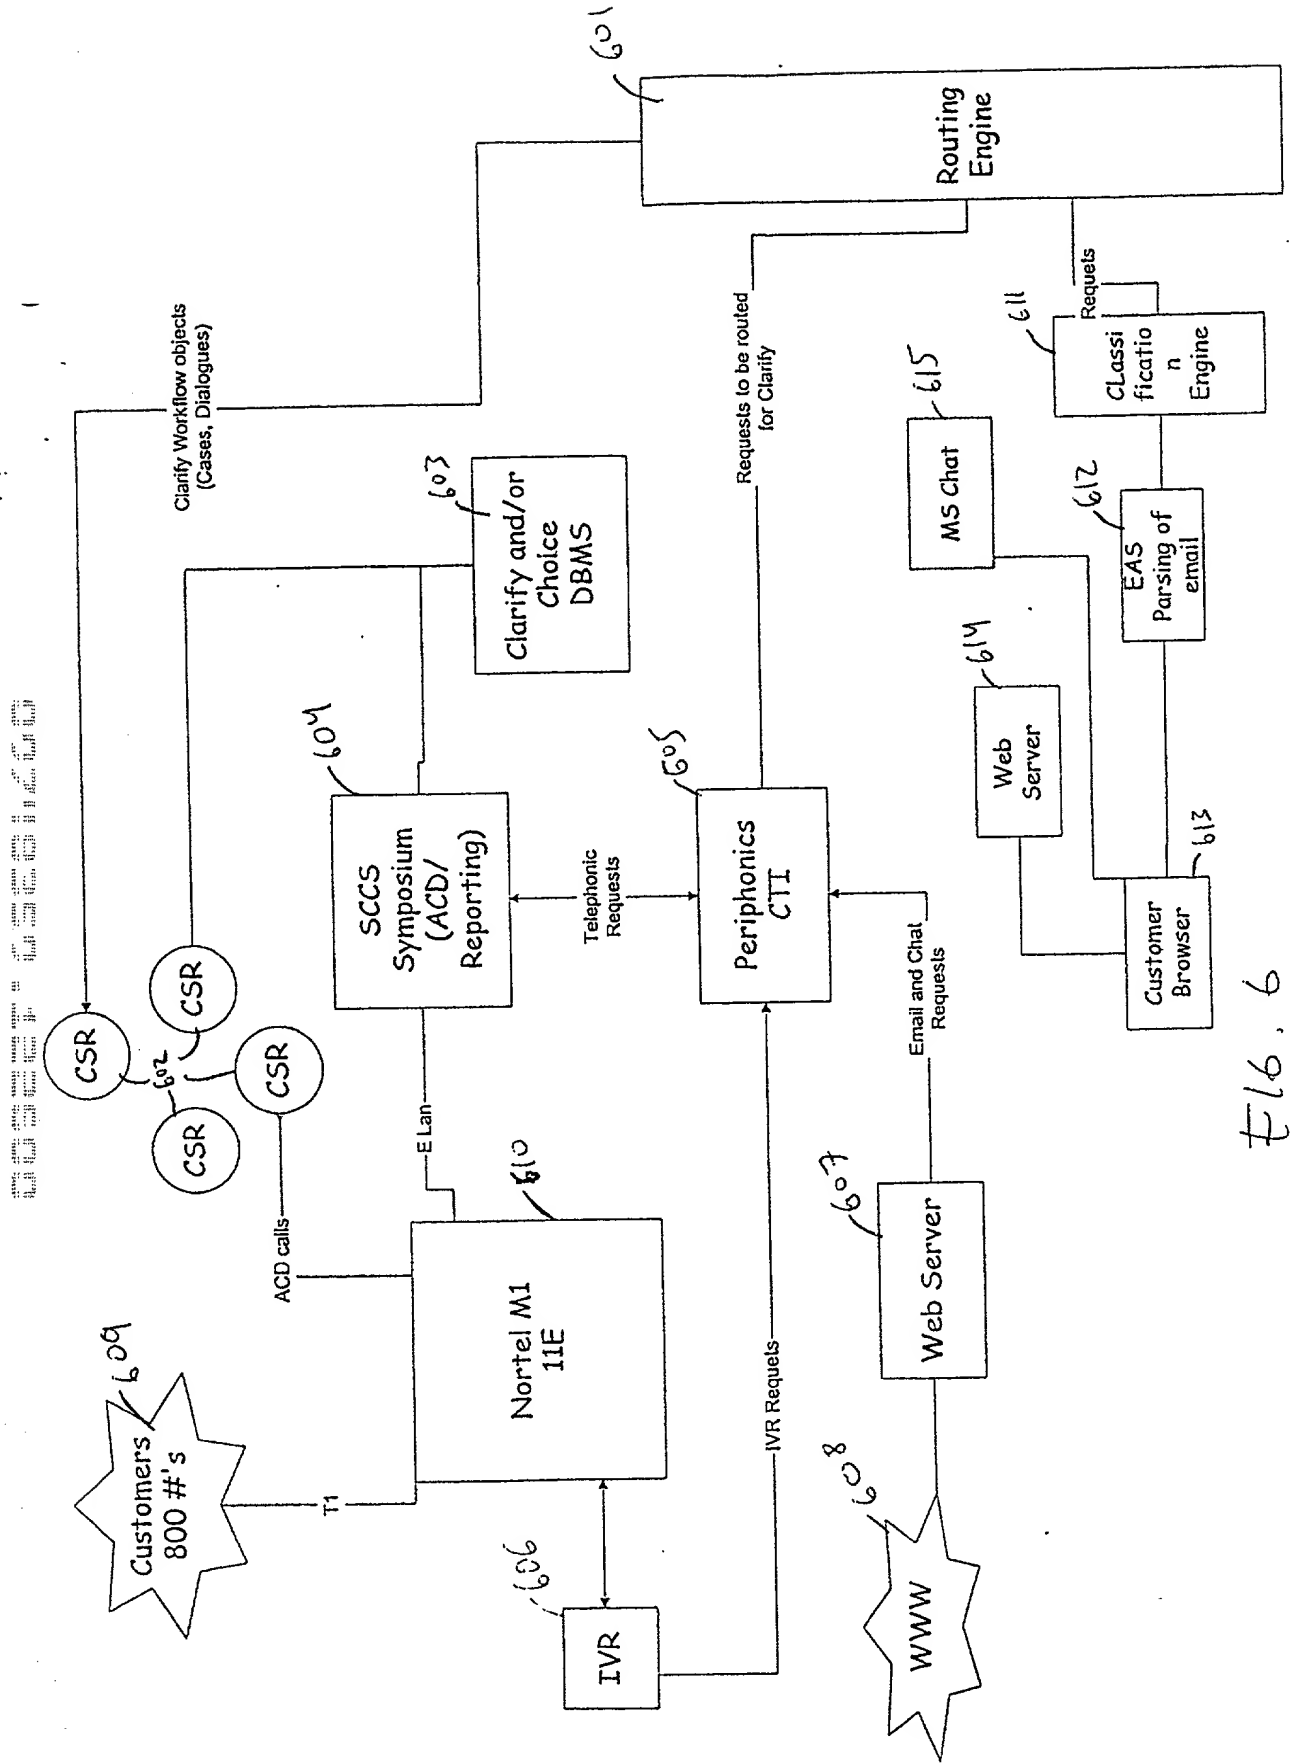 Customers
800 #'s
609
T1
ACD calls
CSR
CSR
CSR
CSR
602
Clarify Workflow objects
(Cases, Dialogues)
Nortel M1
11E
610
E Lan
SCCS
Symposium
(ACD/
Reporting)
604
Clarify and/or
Choice
DBMS
603
IVR
606
IVR Requets
Telephonic
Requests
Periphonics
CTI
605
Requests to be routed
for Clarify
Routing
Engine
601
WWW
608
Web Server
607
Email and Chat
Requests
Customer
Browser
613
Web
Server
614
MS Chat
615
EAS
Parsing of
email
612
CLassi
ficatio
n
Engine
611
Requets
FIG. 6